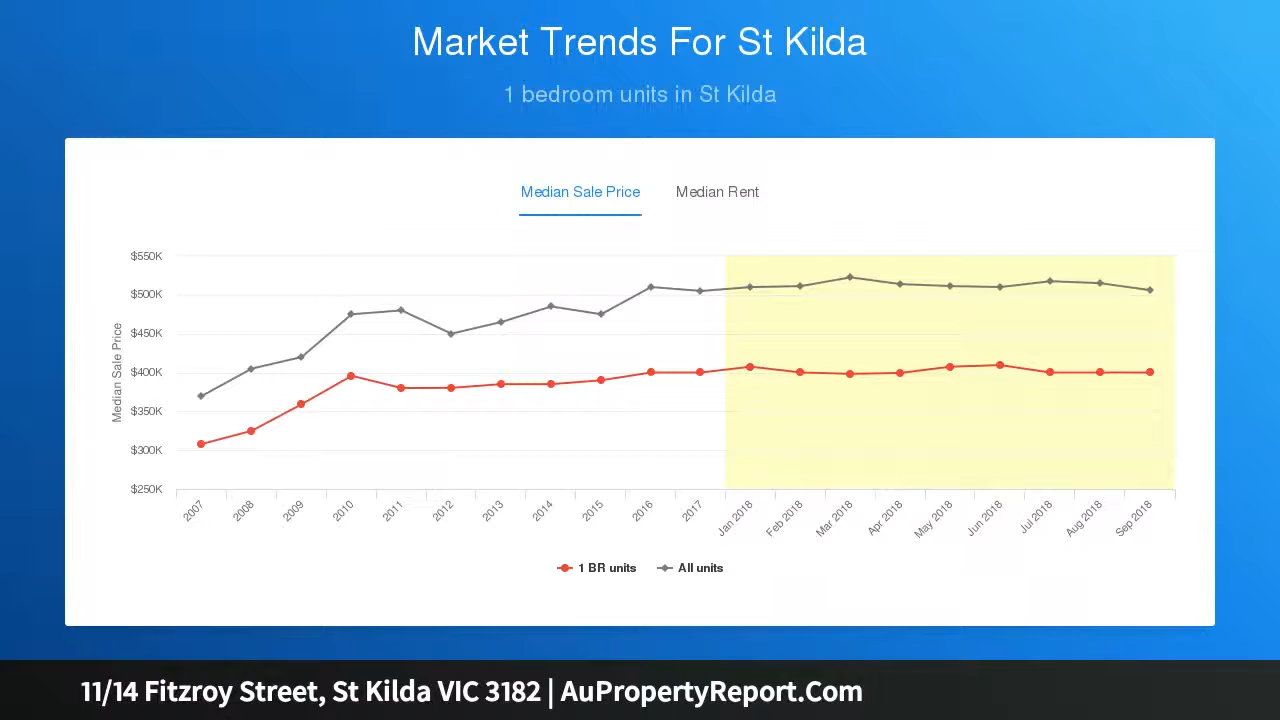 Market Trends For St Kilda
1 bedroom units in St Kilda
Median Sale Price Median Rent
$550K
$500K
$450K
$400K
$350K
$300K
$250K
Median Sale Price
2007 2008 2009 2010 2011 2012 2013 2014 2015 2016 2017 Jan 2018 Feb 2018 Mar 2018 Apr 2018 May 2018 Jun 2018 Jul 2018 Aug 2018 Sep 2018
1 BR units All units
11/14 Fitzroy Street, St Kilda VIC 3182 | AuPropertyReport.Com